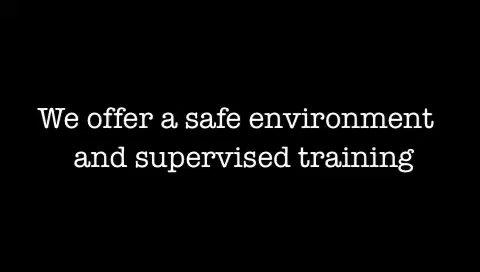 We offer a safe environment
and supervised training